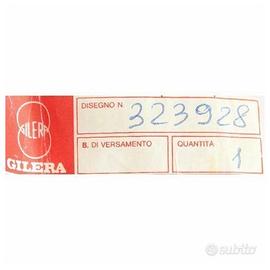 DISEGNO N.
323928
GILERA
B. DI VERSAMENTO
QUANTITÀ
1
GILERA
subito